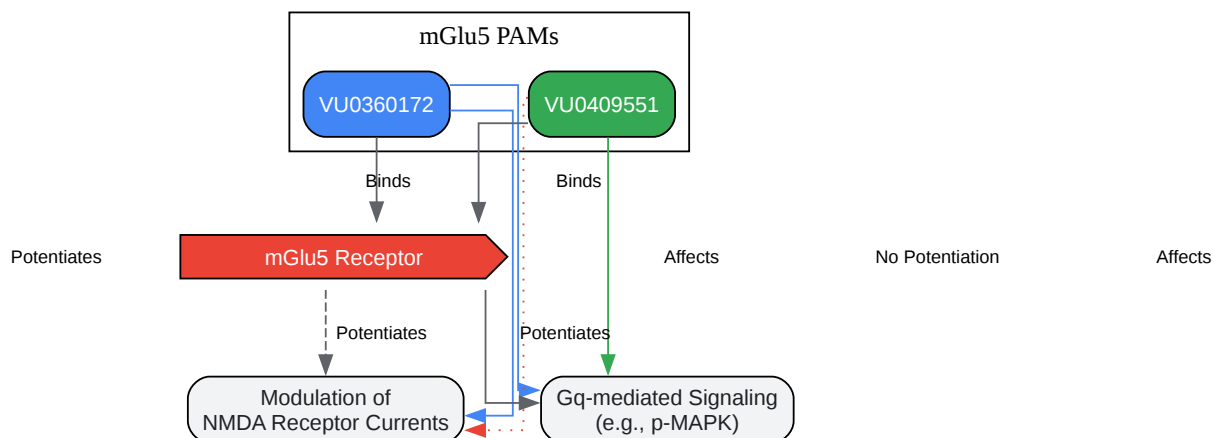 mGlu5 PAMs
VU0360172
VU0409551
Binds
Binds
Potentiates
mGlu5 Receptor
Affects
No Potentiation
Affects
Potentiates
Potentiates
Modulation of
NMDA Receptor Currents
Gq-mediated Signaling
(e.g., p-MAPK)